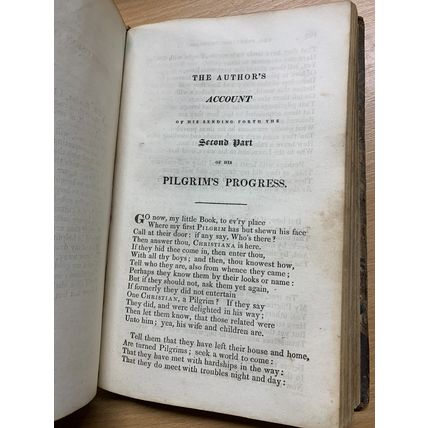 THE AUTHOR'S
ACCOUNT
OF HIS SENDING FORTH THE
Second Part
OF HIS
PILGRIM'S PROGRESS.
GO now, my little Book, to ev'ry place
Where my first PILGRIM has but shewn his face
Call at their door: if any say, Who's there?
Then answer thou, CHRISTIANA is here.
If they bid thee come in, then enter thou,
With all thy boys; and then, thou knowest how,
Tell who they are, also from whence they came;
Perhaps they know them by their looks or name:
But if they should not, ask them yet again,
If formerly they did not entertain
One CHRISTIAN, a Pilgrim? If they say
They did, and were delighted in his way;
Then let them know, that those related were
Unto him; yea, his wife and children are.
Tell them that they have left their house and home,
Are turned Pilgrims; seek a world to come:
That they have met with hardships in the way:
That they do meet with troubles night and day: